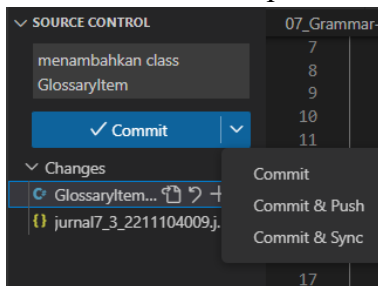 SOURCE CONTROL
menambahkan class
GlossaryItem
✓ Commit
Changes
C# GlossaryItem...
{} jurnal7_3_2211104009.j...
07_Grammar-
7
8
9
10
11
Commit
Commit & Push
Commit & Sync
17